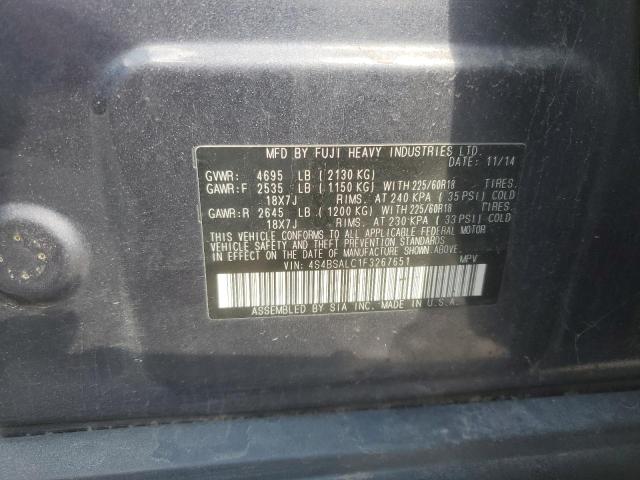 MFD BY FUJI HEAVY INDUSTRIES LTD.
DATE: 11/14
GVWR: 4695 LB (2130 KG)
GAWR:F 2535 LB (1150 KG) WITH 225/60R18 TIRES.
18X7J RIMS. AT 240 KPA (35 PSI) COLD
GAWR:R 2645 LB (1200 KG) WITH 225/60R18 TIRES.
18X7J RIMS. AT 230 KPA (33 PSI) COLD
THIS VEHICLE CONFORMS TO ALL APPLICABLE FEDERAL MOTOR
VEHICLE SAFETY AND THEFT PREVENTION STANDARDS
IN EFFECT ON THE DATE OF MANUFACTURE SHOWN ABOVE.
VIN: 4S4BSALC1F3267651 MPV
ASSEMBLED BY SIA INC. MADE IN U.S.A.